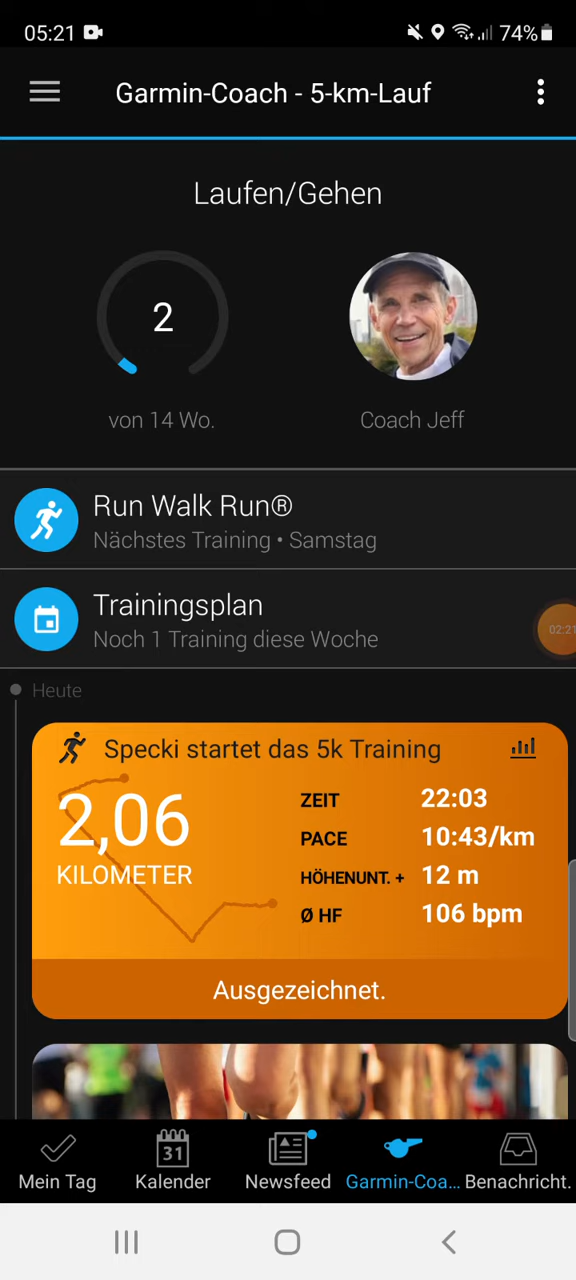 05:21 74%
Garmin-Coach - 5-km-Lauf
Laufen/Gehen
2
von 14 Wo.
Coach Jeff
Run Walk Run®
Nächstes Training • Samstag
Trainingsplan
Noch 1 Training diese Woche
02:21
Heute
Specki startet das 5k Training
2,06
KILOMETER
ZEIT 22:03
PACE 10:43/km
HÖHENUNT. + 12 m
Ø HF 106 bpm
Ausgezeichnet.
31
Mein Tag Kalender Newsfeed Garmin-Coa... Benachricht.